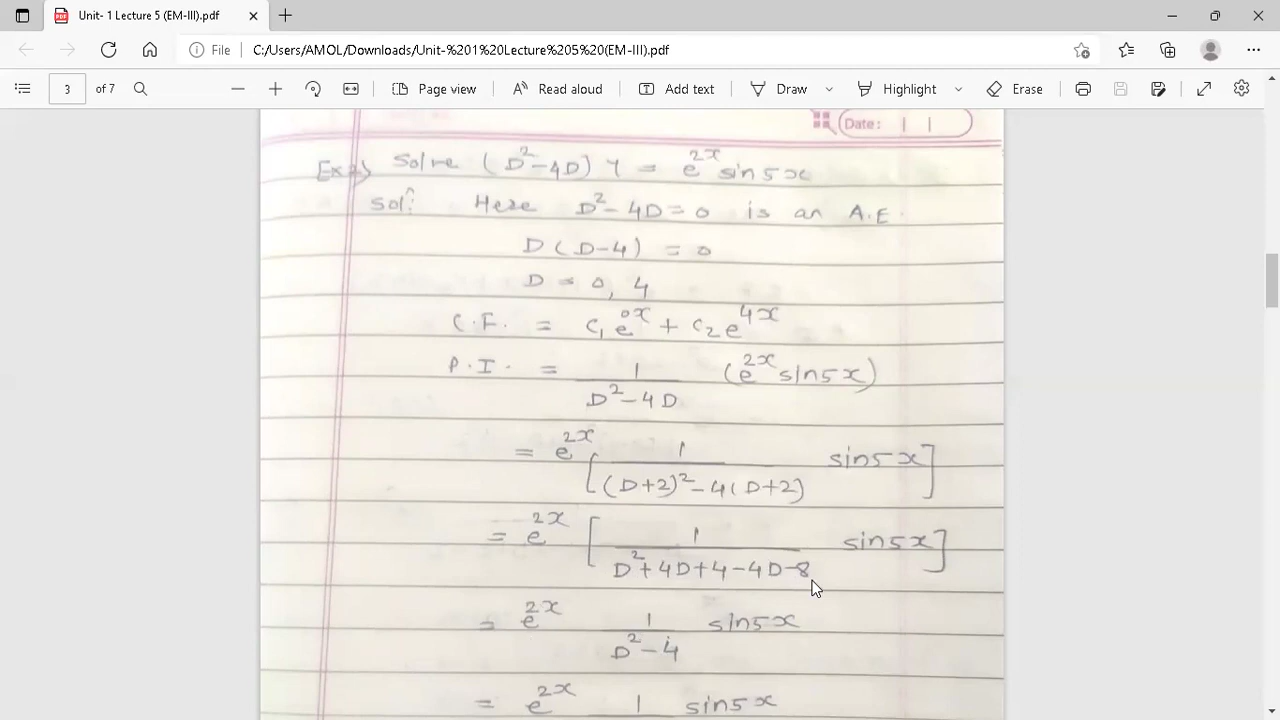 Unit- 1 Lecture 5 (EM-III).pdf
File C:/Users/AMOL/Downloads/Unit-%201%20Lecture%205%20(EM-III).pdf
3 of 7 Page view Read aloud Add text Draw Highlight Erase
Date:
Solve (D²-4D) Y = e^2x sin5x
Sol^n: Here D²-4D=0 is an A.E.
D(D-4) = 0
D = 0, 4
C.F. = c₁e^0x + c₂e^4x
P.I. = 1/(D²-4D) (e^2x sin5x)
= e^2x [1/((D+2)²-4(D+2)) sin5x]
= e^2x [1/(D²+4D+4-4D-8) sin5x]
= e^2x 1/(D²-4) sin5x
= e^2x 1 sin5x